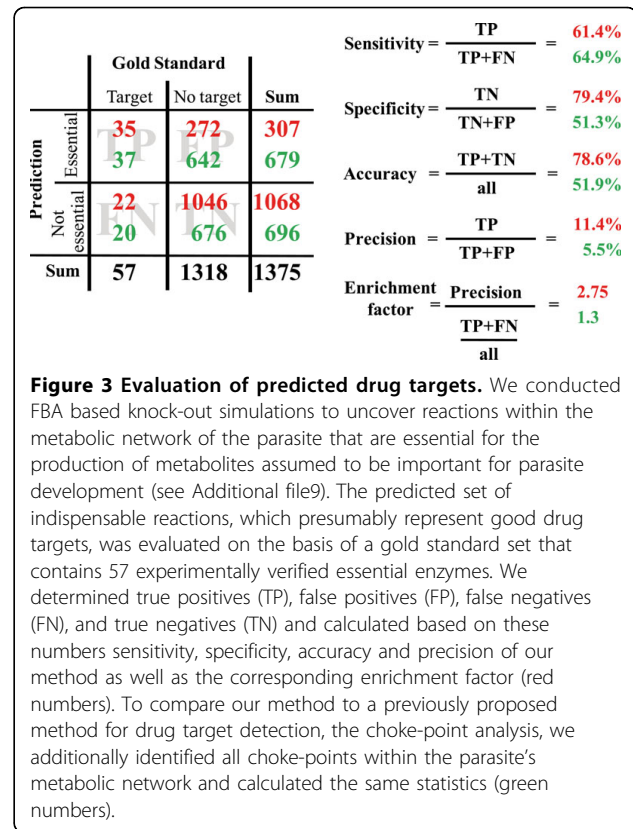 Gold Standard
Target No target Sum
Prediction
Essential
TP FP
35 272 307
37 642 679
Not essential
FN TN
22 1046 1068
20 676 696
Sum 57 1318 1375
Sensitivity = TP / TP+FN = 61.4% 64.9%
Specificity = TN / TN+FP = 79.4% 51.3%
Accuracy = TP+TN / all = 78.6% 51.9%
Precision = TP / TP+FP = 11.4% 5.5%
Enrichment factor = Precision / TP+FN / all = 2.75 1.3
Figure 3 Evaluation of predicted drug targets. We conducted
FBA based knock-out simulations to uncover reactions within the
metabolic network of the parasite that are essential for the
production of metabolites assumed to be important for parasite
development (see Additional file9). The predicted set of
indispensable reactions, which presumably represent good drug
targets, was evaluated on the basis of a gold standard set that
contains 57 experimentally verified essential enzymes. We
determined true positives (TP), false positives (FP), false negatives
(FN), and true negatives (TN) and calculated based on these
numbers sensitivity, specificity, accuracy and precision of our
method as well as the corresponding enrichment factor (red
numbers). To compare our method to a previously proposed
method for drug target detection, the choke-point analysis, we
additionally identified all choke-points within the parasite's
metabolic network and calculated the same statistics (green
numbers).